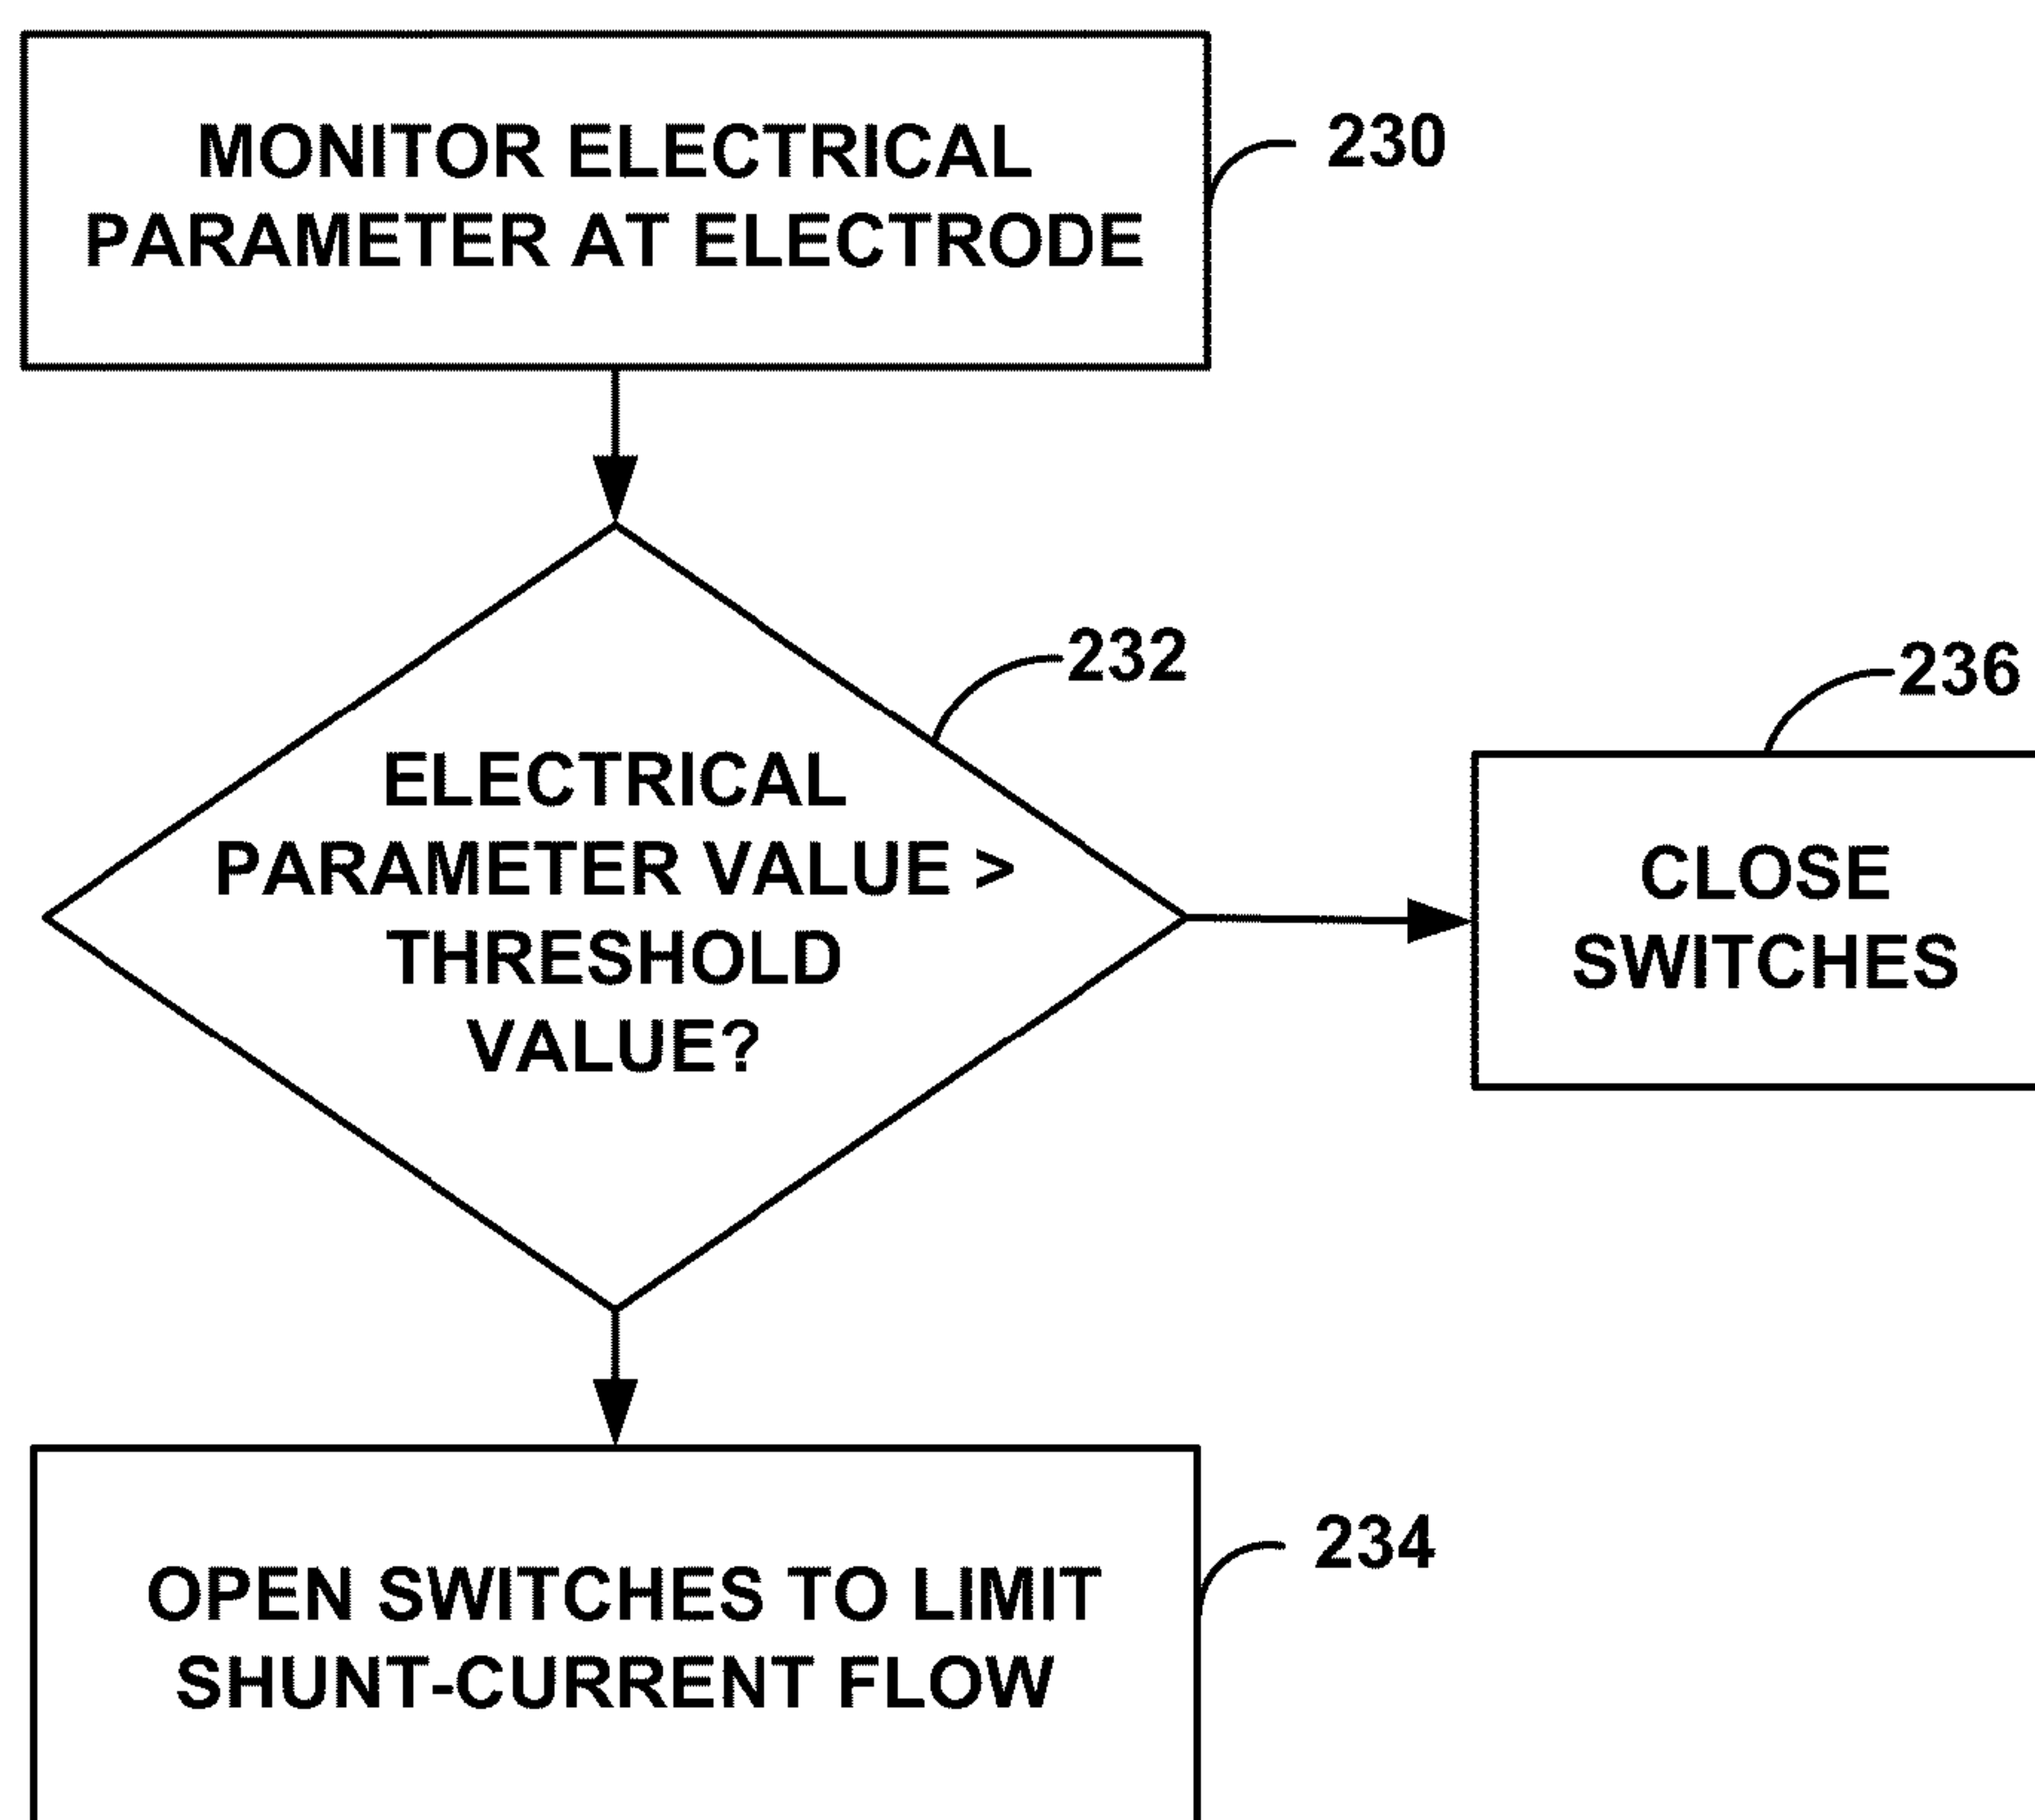 MONITOR ELECTRICAL
PARAMETER AT ELECTRODE
230
232
ELECTRICAL
PARAMETER VALUE >
THRESHOLD
VALUE?
236
CLOSE
SWITCHES
234
OPEN SWITCHES TO LIMIT
SHUNT-CURRENT FLOW